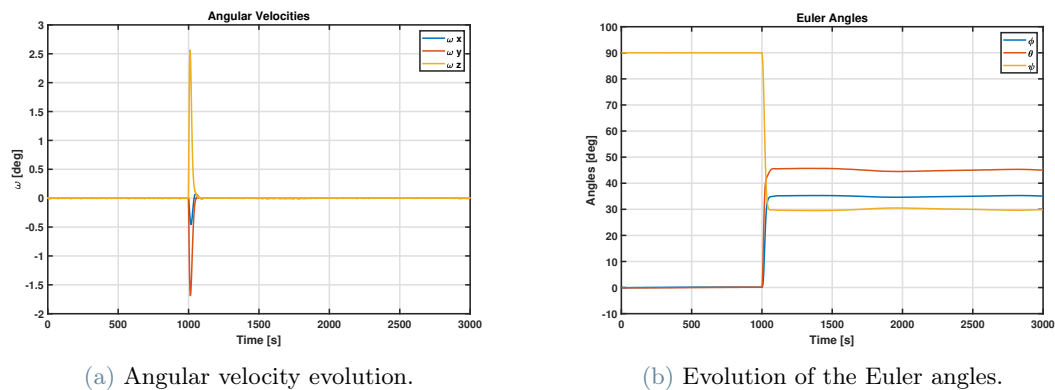 Angular Velocities
3
2.5
2
1.5
1
0.5
0
-0.5
-1
-1.5
-2
ω [deg]
0
500
1000
1500
2000
2500
3000
Time [s]
ω x
ω y
ω z
(a) Angular velocity evolution.
Euler Angles
100
90
80
70
60
50
40
30
20
10
0
-10
Angles [deg]
0
500
1000
1500
2000
2500
3000
Time [s]
ϕ
θ
ψ
(b) Evolution of the Euler angles.